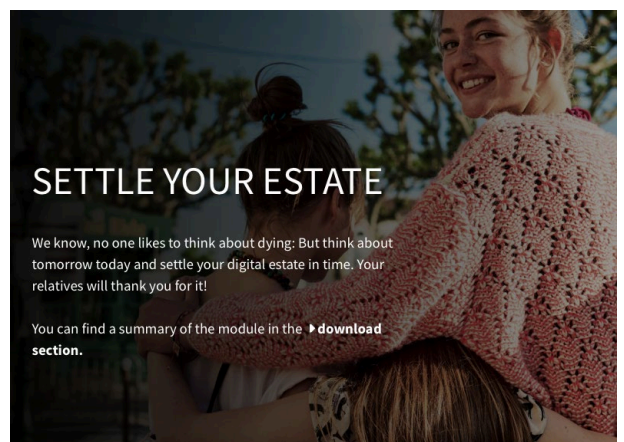 SETTLE YOUR ESTATE
We know, no one likes to think about dying: But think about
tomorrow today and settle your digital estate in time. Your
relatives will thank you for it!
You can find a summary of the module in the download
section.